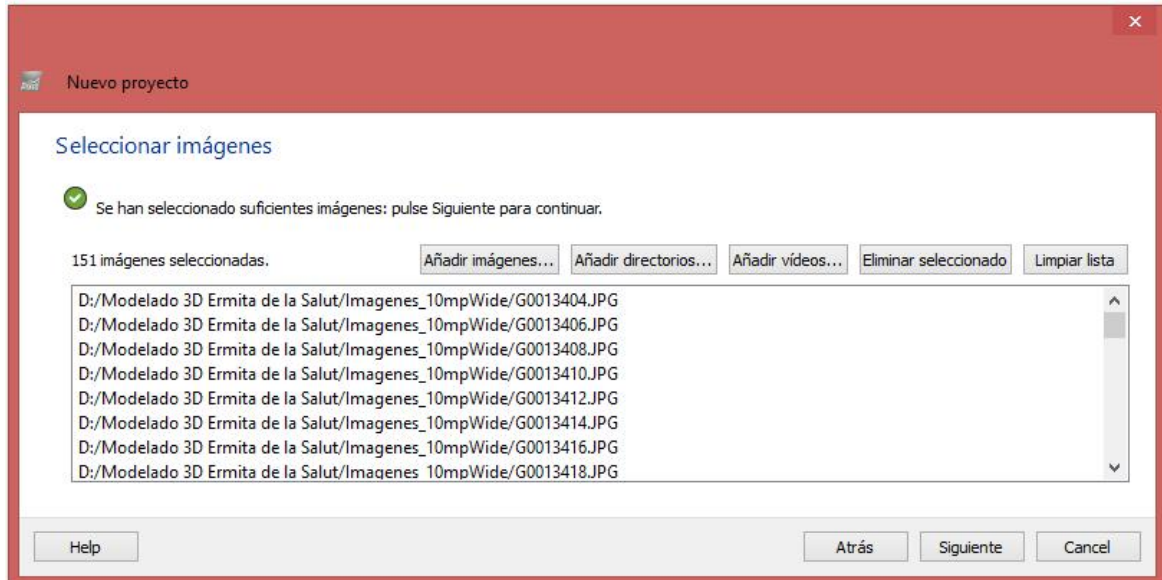 Nuevo proyecto
Seleccionar imágenes
Se han seleccionado suficientes imágenes: pulse Siguiente para continuar.
151 imágenes seleccionadas. Añadir imágenes... Añadir directorios... Añadir vídeos... Eliminar seleccionado Limpiar lista
D:/Modelado 3D Ermita de la Salut/Imagenes_10mpWide/G0013404.JPG
D:/Modelado 3D Ermita de la Salut/Imagenes_10mpWide/G0013406.JPG
D:/Modelado 3D Ermita de la Salut/Imagenes_10mpWide/G0013408.JPG
D:/Modelado 3D Ermita de la Salut/Imagenes_10mpWide/G0013410.JPG
D:/Modelado 3D Ermita de la Salut/Imagenes_10mpWide/G0013412.JPG
D:/Modelado 3D Ermita de la Salut/Imagenes_10mpWide/G0013414.JPG
D:/Modelado 3D Ermita de la Salut/Imagenes_10mpWide/G0013416.JPG
D:/Modelado 3D Ermita de la Salut/Imagenes_10mpWide/G0013418.JPG
Help Atrás Siguiente Cancel